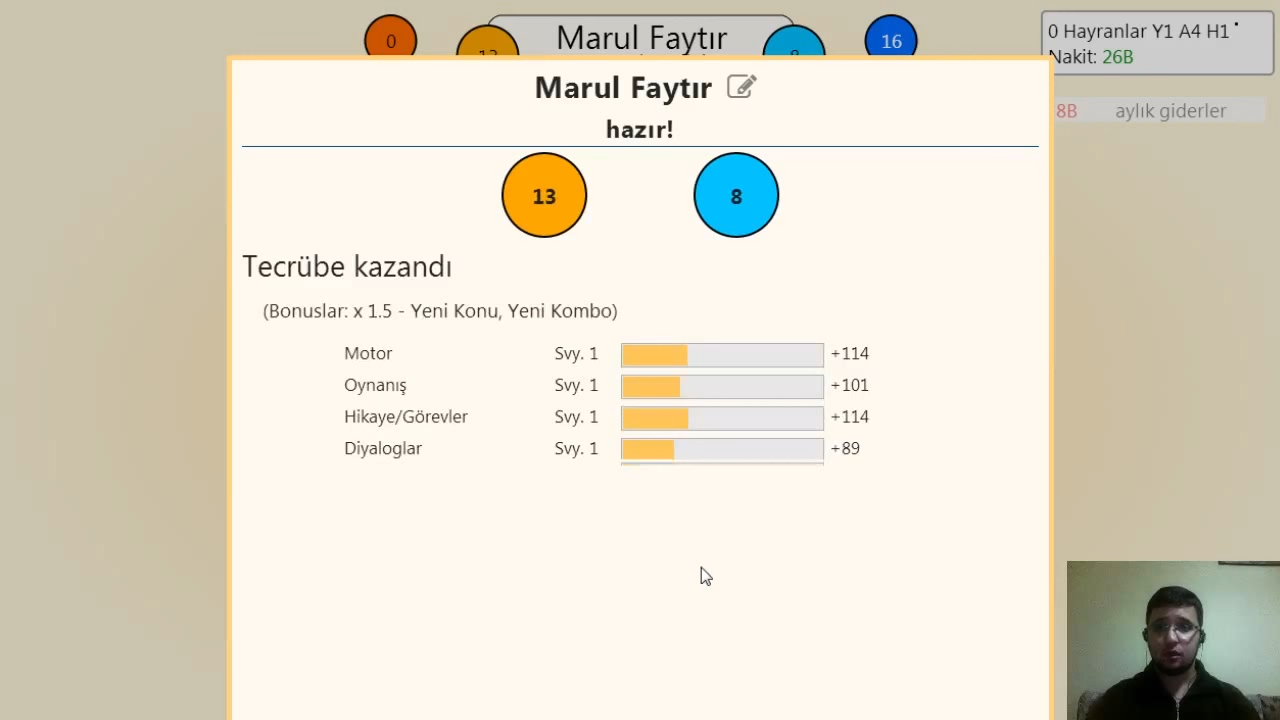 0
13
Marul Faytır
8
16
0 Hayranlar Y1 A4 H1
Nakit: 26B
8B aylık giderler
Marul Faytır
hazır!
13
8
Tecrübe kazandı
(Bonuslar: x 1.5 - Yeni Konu, Yeni Kombo)
Motor Svy. 1 +114
Oynanış Svy. 1 +101
Hikaye/Görevler Svy. 1 +114
Diyaloglar Svy. 1 +89